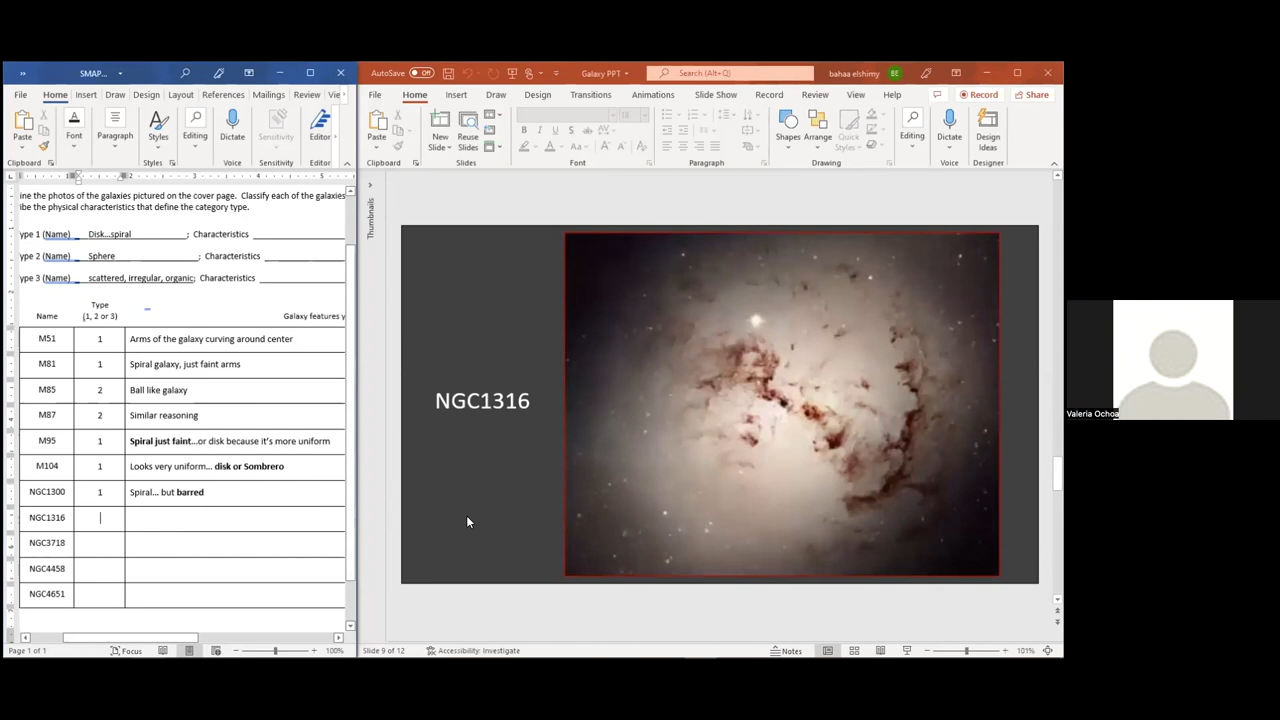 SMAP...
File Home Insert Draw Design Layout References Mailings Review Vie
Paste Font Paragraph Styles Editing Dictate Sensitivity Editor
Clipboard Styles Voice Sensitivity Editor
ine the photos of the galaxies pictured on the cover page. Classify each of the galaxies
ibe the physical characteristics that define the category type.
ype 1 (Name) _ Disk...spiral ; Characteristics
ype 2 (Name) _ Sphere ; Characteristics
ype 3 (Name) _ scattered, irregular, organic; Characteristics
Type
Name (1, 2 or 3) Galaxy features y
M51 1 Arms of the galaxy curving around center
M81 1 Spiral galaxy, just faint arms
M85 2 Ball like galaxy
M87 2 Similar reasoning
M95 1 Spiral just faint...or disk because it's more uniform
M104 1 Looks very uniform... disk or Sombrero
NGC1300 1 Spiral... but barred
NGC1316
NGC3718
NGC4458
NGC4651
Page 1 of 1 Focus 100%
AutoSave Off Galaxy PPT Search (Alt+Q) bahaa elshimy BE
File Home Insert Draw Design Transitions Animations Slide Show Record Review View Help Record Share
Paste New Slide Reuse Slides 18 Shapes Arrange Quick Styles Editing Dictate Design Ideas
Clipboard Slides Font Paragraph Drawing Voice Designer
Thumbnails
NGC1316
Slide 9 of 12 Accessibility: Investigate Notes 101%
Valeria Ochoa